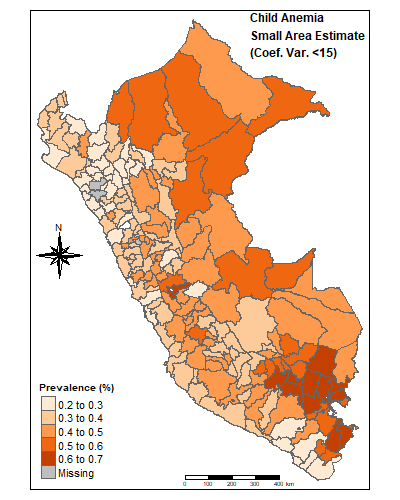 Child Anemia
Small Area Estimate
(Coef. Var. <15)
N
Prevalence (%)
0.2 to 0.3
0.3 to 0.4
0.4 to 0.5
0.5 to 0.6
0.6 to 0.7
Missing
0 100 200 300 400 km